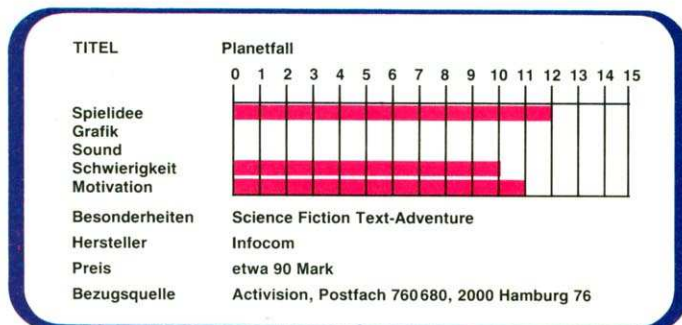 TITEL Planetfall
0 1 2 3 4 5 6 7 8 9 10 11 12 13 14 15
Spielidee
Grafik
Sound
Schwierigkeit
Motivation
Besonderheiten Science Fiction Text-Adventure
Hersteller Infocom
Preis etwa 90 Mark
Bezugsquelle Activision, Postfach 760680, 2000 Hamburg 76